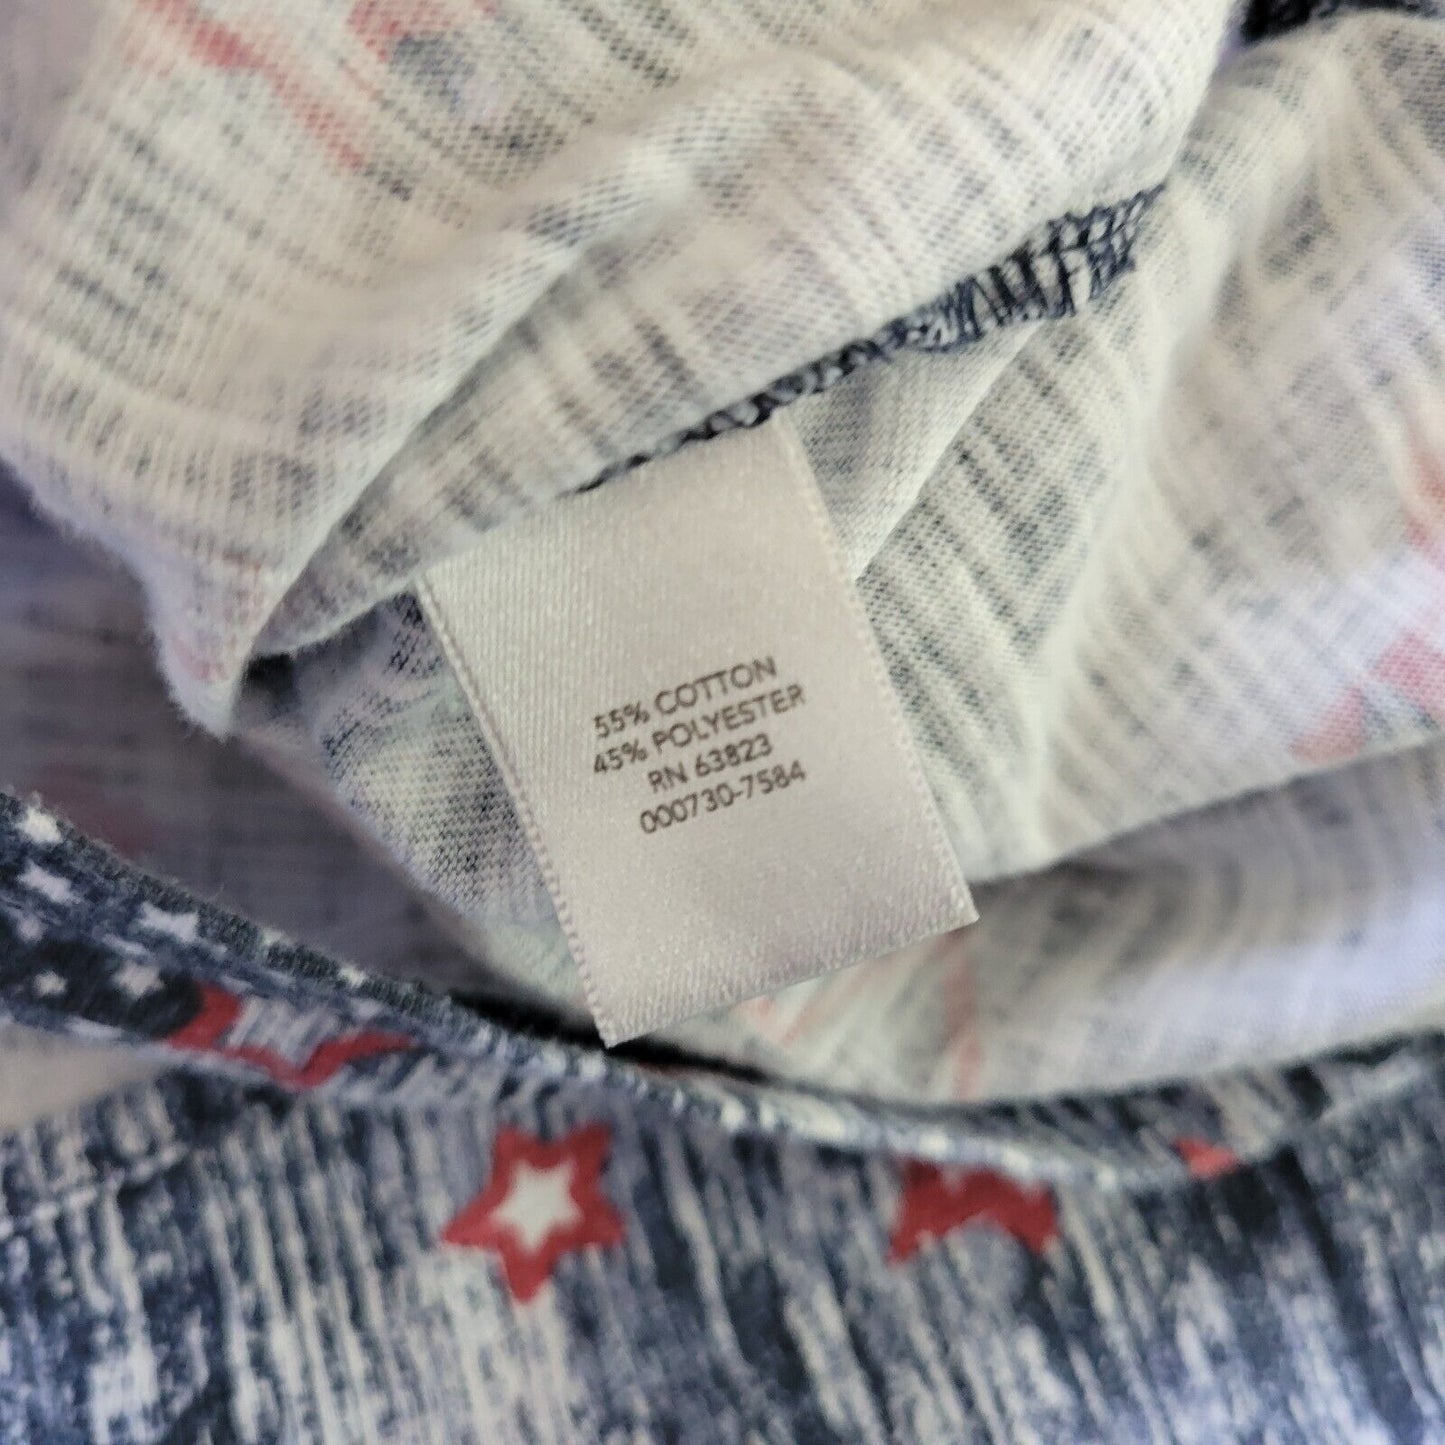 55% COTTON
45% POLYESTER
RN 63823
000730-7584